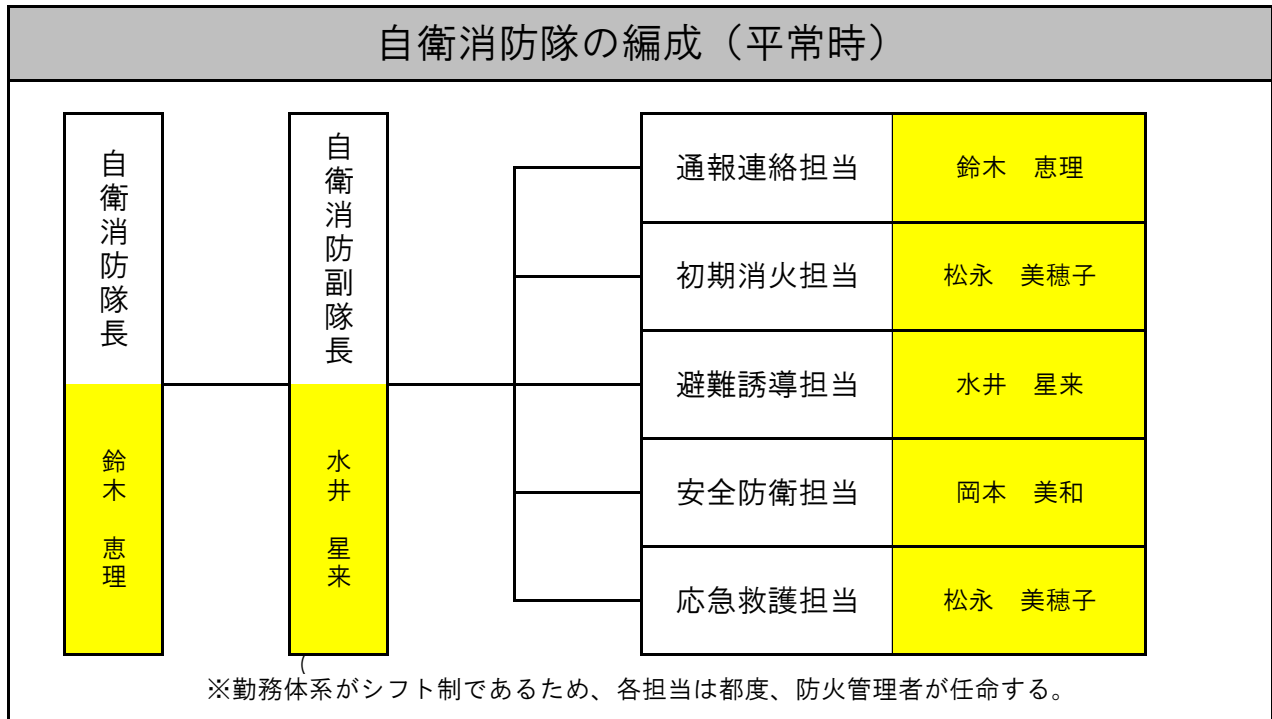 自衛消防隊の編成（平常時）
自衛消防隊長
鈴木　恵理
自衛消防副隊長
水井　星来
通報連絡担当　鈴木　恵理
初期消火担当　松永　美穂子
避難誘導担当　水井　星来
安全防衛担当　岡本　美和
応急救護担当　松永　美穂子
※勤務体系がシフト制であるため、各担当は都度、防火管理者が任命する。